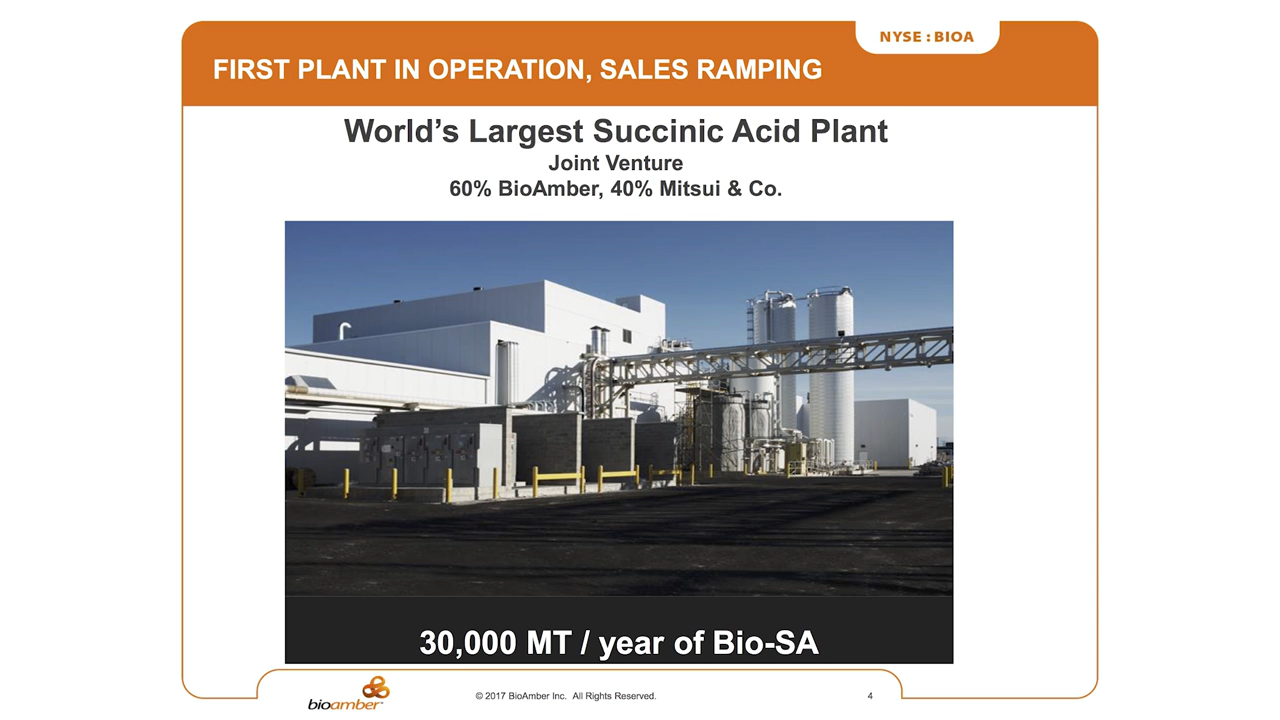 NYSE : BIOA
FIRST PLANT IN OPERATION, SALES RAMPING
World’s Largest Succinic Acid Plant
Joint Venture
60% BioAmber, 40% Mitsui & Co.
30,000 MT / year of Bio-SA
bioamber™
© 2017 BioAmber Inc. All Rights Reserved.
4